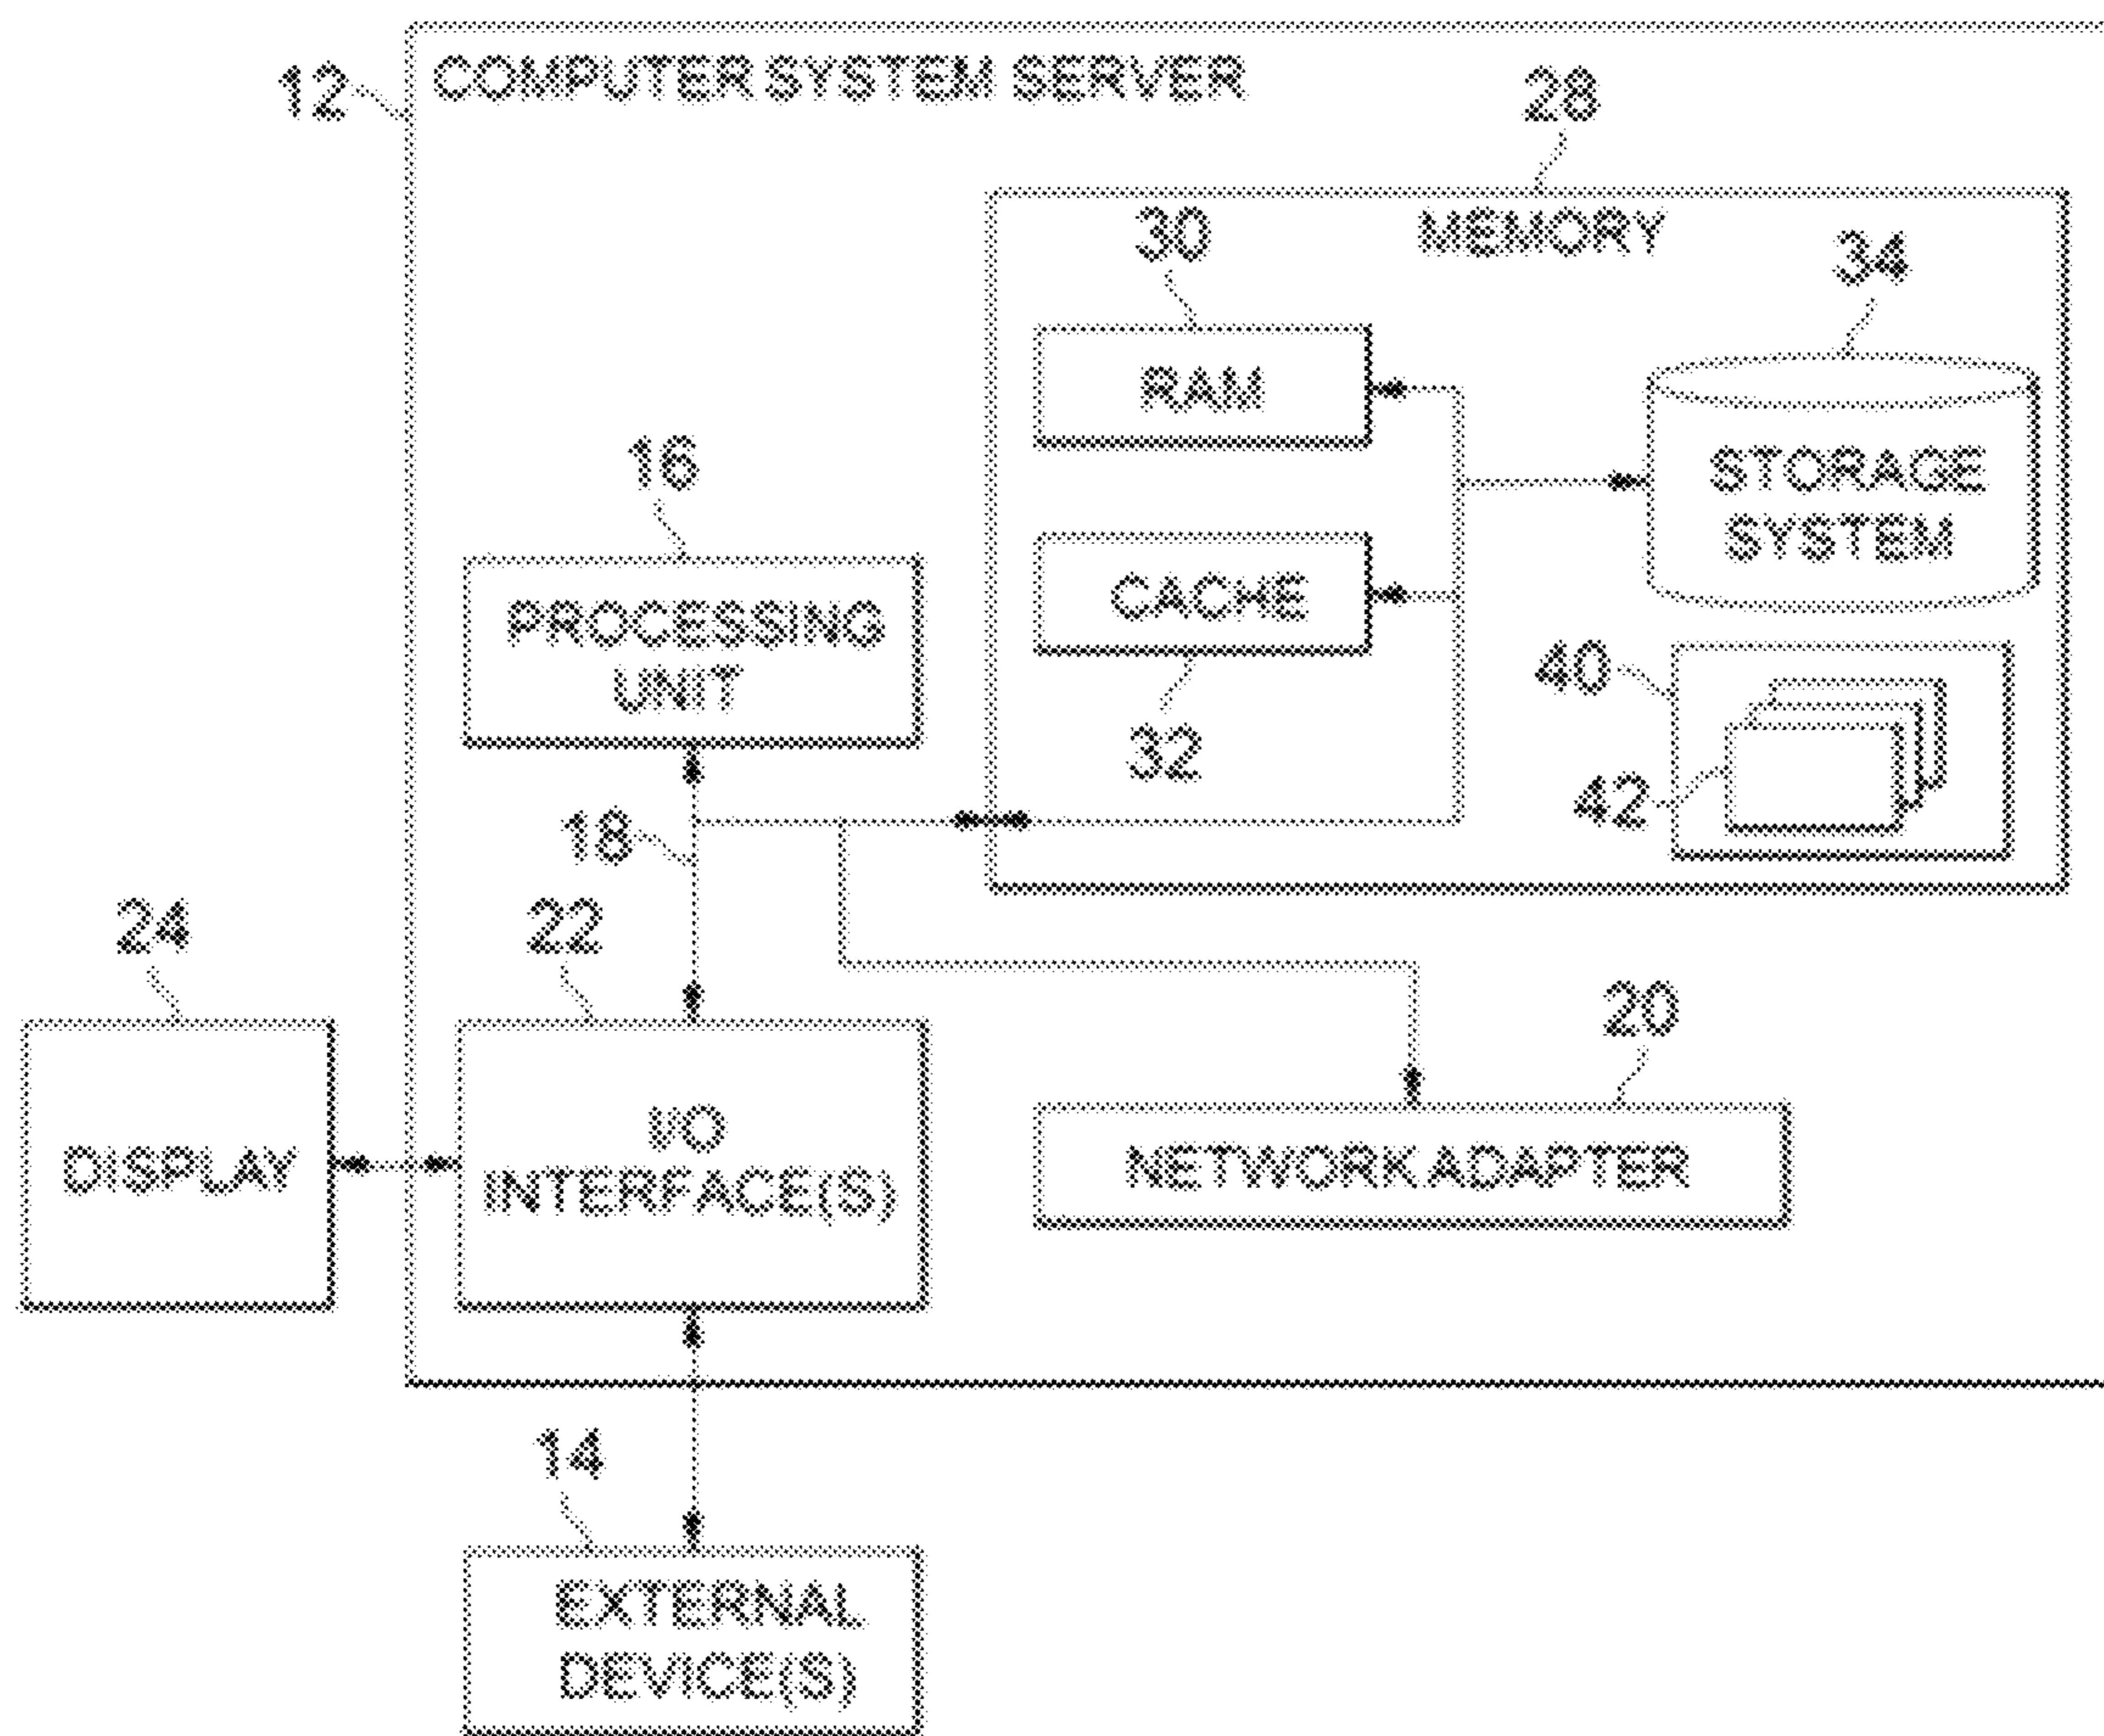 12
COMPUTER SYSTEM SERVER
28
MEMORY
30
34
RAM
STORAGE
SYSTEM
16
PROCESSING
UNIT
CACHE
32
40
42
18
24
22
20
DISPLAY
I/O
INTERFACE(S)
NETWORK ADAPTER
14
EXTERNAL
DEVICE(S)